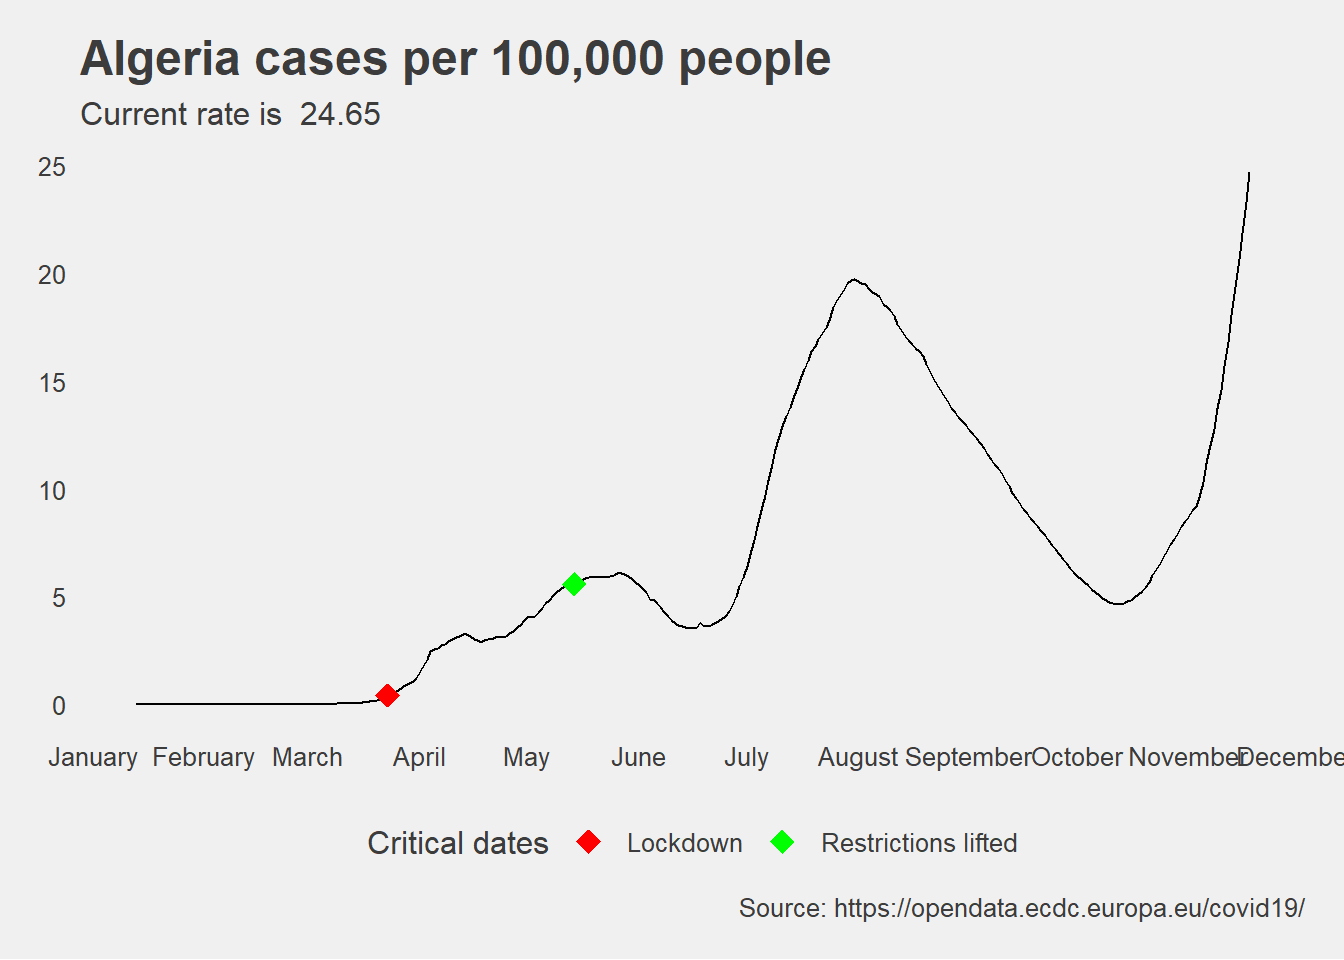 Algeria cases per 100,000 people
Current rate is  24.65
25
20
15
10
5
0
January February March April May June July August September October November December
Critical dates Lockdown Restrictions lifted
Source: https://opendata.ecdc.europa.eu/covid19/